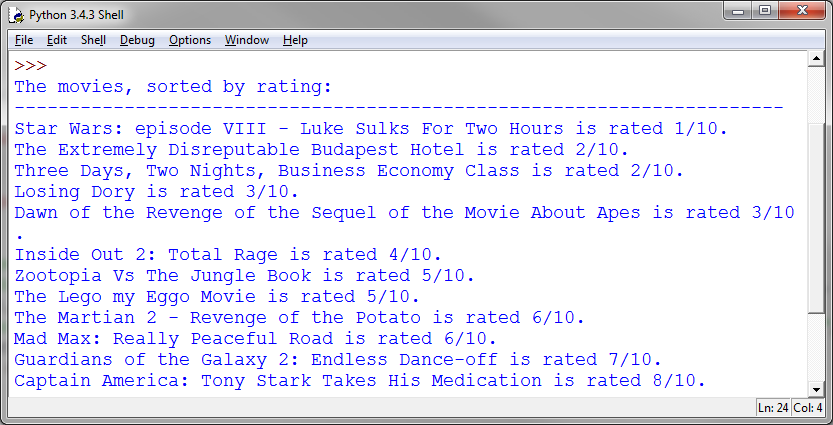 Python 3.4.3 Shell
File Edit Shell Debug Options Window Help
>>>
The movies, sorted by rating:
----------------------------------------------------------------------
Star Wars: episode VIII - Luke Sulks For Two Hours is rated 1/10.
The Extremely Disreputable Budapest Hotel is rated 2/10.
Three Days, Two Nights, Business Economy Class is rated 2/10.
Losing Dory is rated 3/10.
Dawn of the Revenge of the Sequel of the Movie About Apes is rated 3/10
.
Inside Out 2: Total Rage is rated 4/10.
Zootopia Vs The Jungle Book is rated 5/10.
The Lego my Eggo Movie is rated 5/10.
The Martian 2 - Revenge of the Potato is rated 6/10.
Mad Max: Really Peaceful Road is rated 6/10.
Guardians of the Galaxy 2: Endless Dance-off is rated 7/10.
Captain America: Tony Stark Takes His Medication is rated 8/10.
Ln: 24 Col: 4